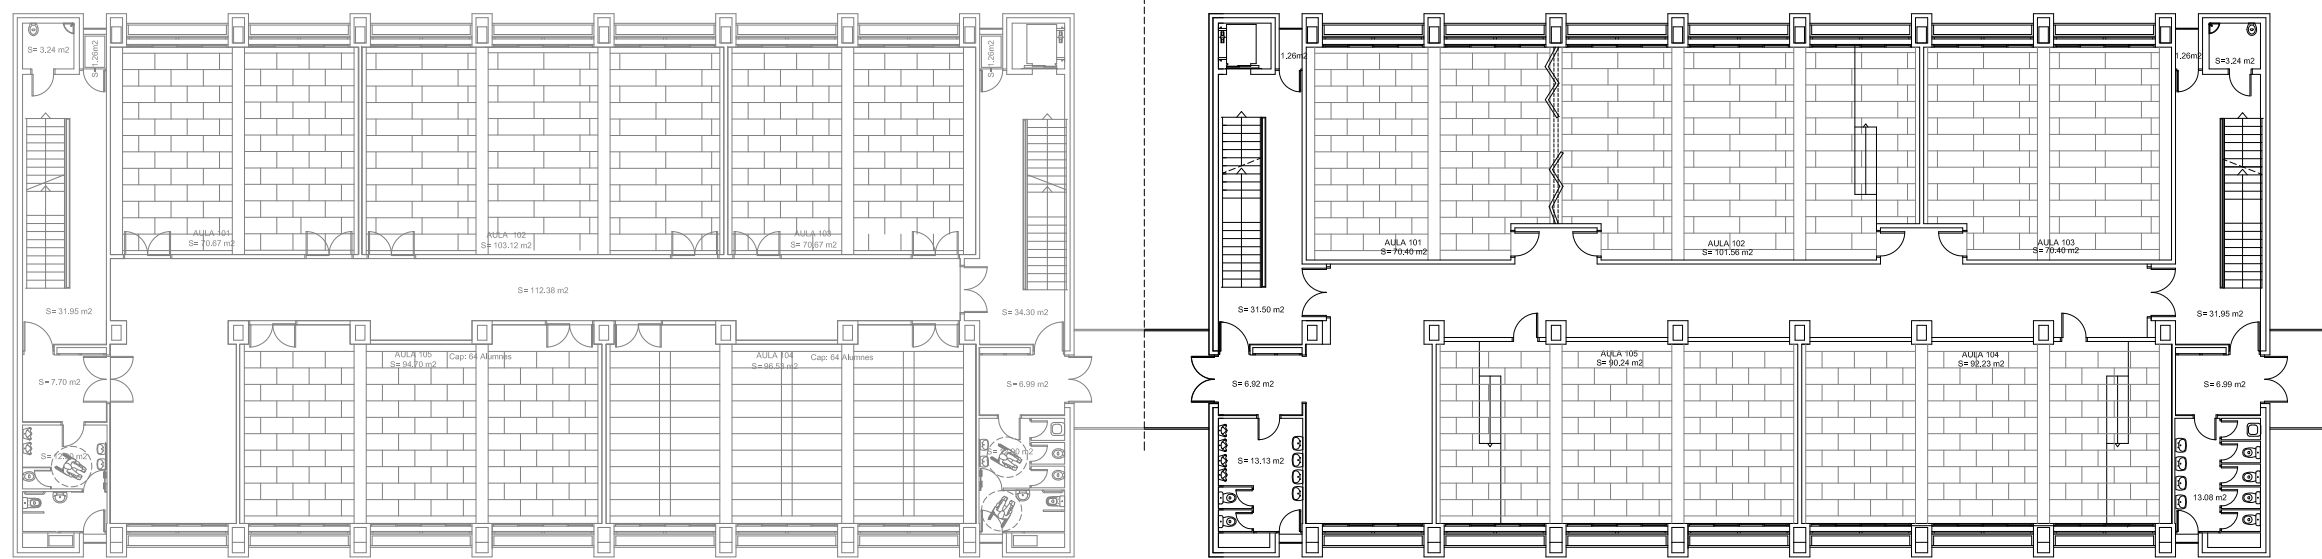 S= 3.24 m2
S=1.26m2
S=1.26m2
AULA 101
S= 70.67 m2
AULA 102
S= 103.12 m2
AULA 103
S= 70.67 m2
S= 112.38 m2
S= 31.95 m2
S= 34.30 m2
AULA 105
S= 94.70 m2
Cap: 64 Alumnes
AULA 104
S= 96.53 m2
Cap: 64 Alumnes
S= 7.70 m2
S= 6.99 m2
1.26m2
1.26m2
S=3.24 m2
AULA 101
S= 70.40 m2
AULA 102
S= 101.56 m2
AULA 103
S= 70.40 m2
S= 31.50 m2
S= 31.95 m2
AULA 105
S= 90.24 m2
AULA 104
S= 92.23 m2
S= 6.92 m2
S= 6.99 m2
S= 13.13 m2
13.08 m2